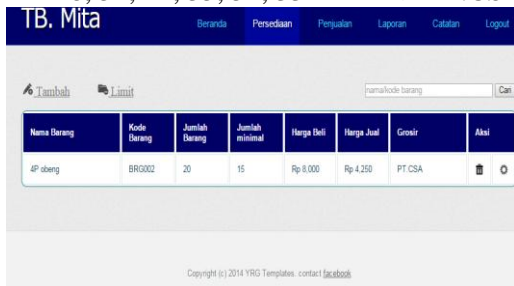 TB. Mita
Beranda Persediaan Penjualan Laporan Catatan Logout
Tambah Limit nama/kode barang Cari
Nama Barang Kode Barang Jumlah Barang Jumlah minimal Harga Beli Harga Jual Grosir Aksi
4P obeng BRG002 20 15 Rp 8,000 Rp 4,250 PT.CSA
Copyright (c) 2014 YRG Templates. contact facebook